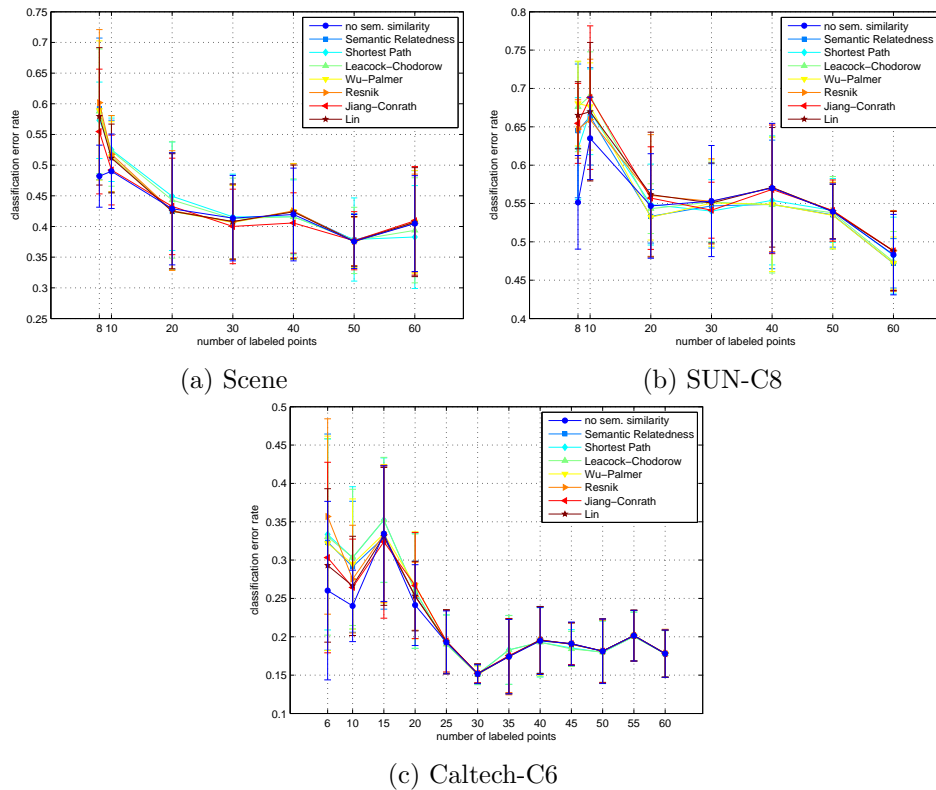 0.75
0.7
0.65
0.6
0.55
0.5
0.45
0.4
0.35
0.3
0.25
classification error rate
8 10 20 30 40 50 60
number of labeled points
no sem. similarity
Semantic Relatedness
Shortest Path
Leacock−Chodorow
Wu−Palmer
Resnik
Jiang−Conrath
Lin
(a) Scene
0.8
0.75
0.7
0.65
0.6
0.55
0.5
0.45
0.4
classification error rate
8 10 20 30 40 50 60
number of labeled points
no sem. similarity
Semantic Relatedness
Shortest Path
Leacock−Chodorow
Wu−Palmer
Resnik
Jiang−Conrath
Lin
(b) SUN-C8
0.5
0.45
0.4
0.35
0.3
0.25
0.2
0.15
0.1
classification error rate
6 10 15 20 25 30 35 40 45 50 55 60
number of labeled points
no sem. similarity
Semantic Relatedness
Shortest Path
Leacock−Chodorow
Wu−Palmer
Resnik
Jiang−Conrath
Lin
(c) Caltech-C6